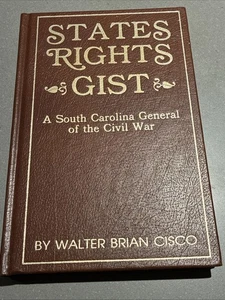 STATES
RIGHTS
GIST
A South Carolina General
of the Civil War
BY WALTER BRIAN CISCO